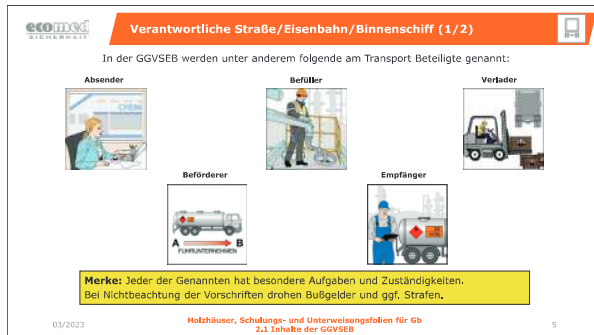 ecomed
SICHERHEIT
Verantwortliche Straße/Eisenbahn/Binnenschiff (1/2)
In der GGVSEB werden unter anderem folgende am Transport Beteiligte genannt:
Absender
Befüller
Verlader
CHEM
Beförderer
Empfänger
A B
FUHRUNTERNEHMEN
Merke: Jeder der Genannten hat besondere Aufgaben und Zuständigkeiten.
Bei Nichtbeachtung der Vorschriften drohen Bußgelder und ggf. Strafen.
03/2023
Holzhäuser, Schulungs- und Unterweisungsfolien für Gb
2.1 Inhalte der GGVSEB
5